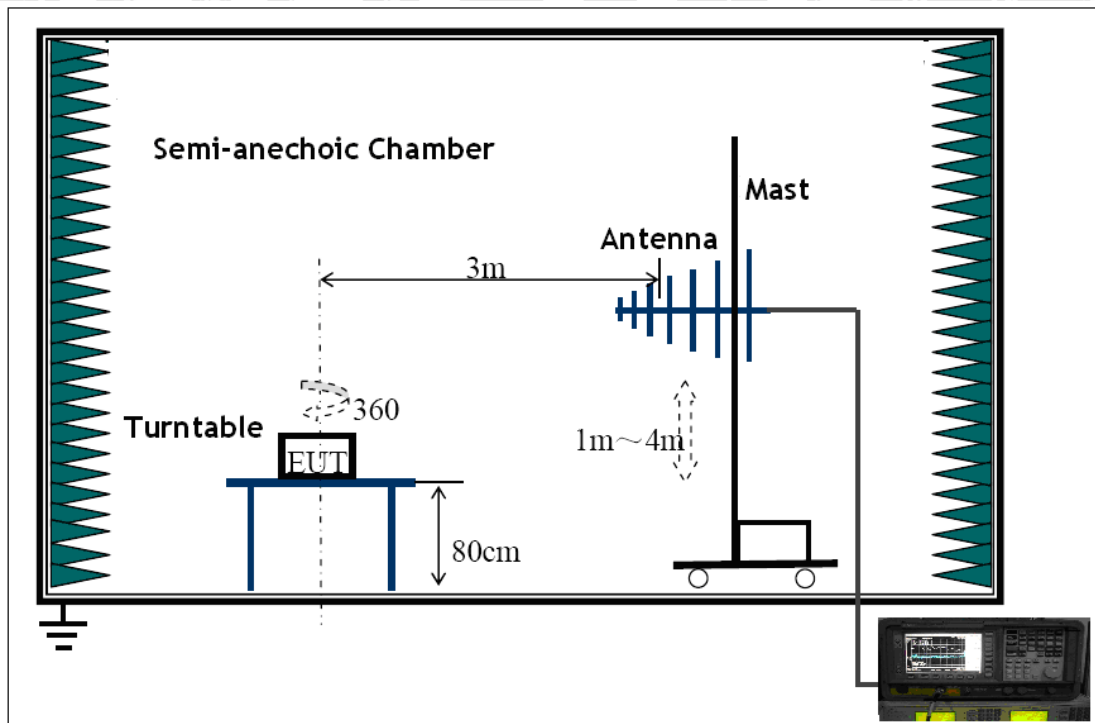 Semi-anechoic Chamber
Mast
Antenna
3m
360
Turntable
1m～4m
EUT
80cm